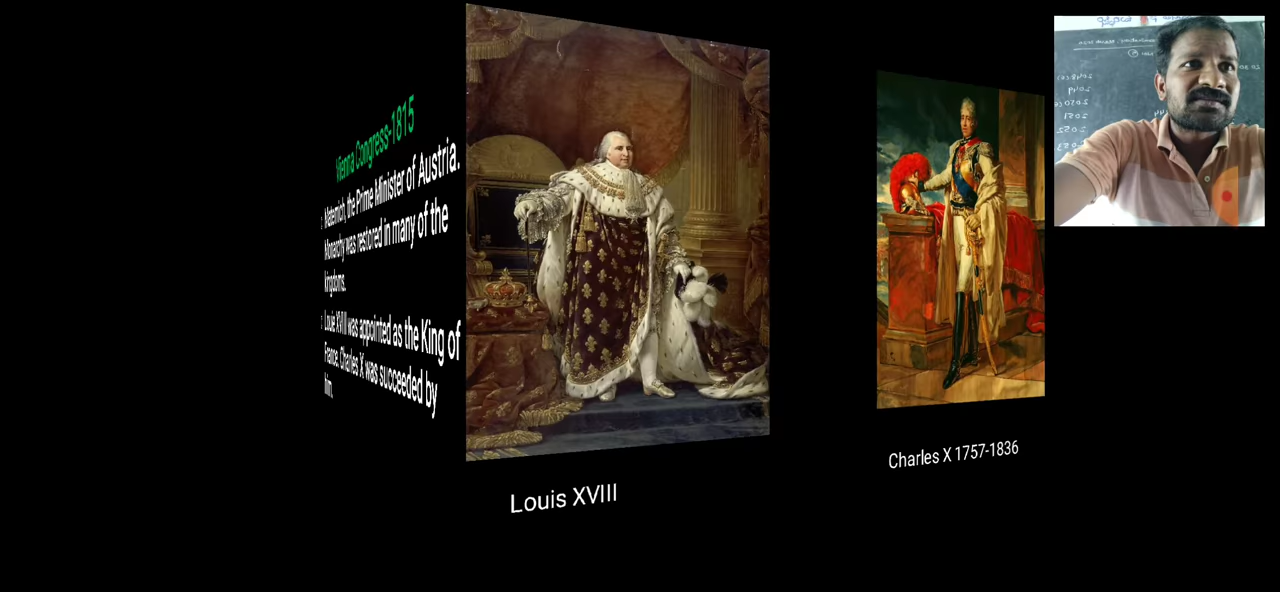 Vienna Congress-1815
Metternich, the Prime Minister of Austria.
Monarchy was restored in many of the
kingdoms.
Louie XVIII was appointed as the King of
France. Charles X was succeeded by
him.
Louis XVIII
Charles X 1757-1836